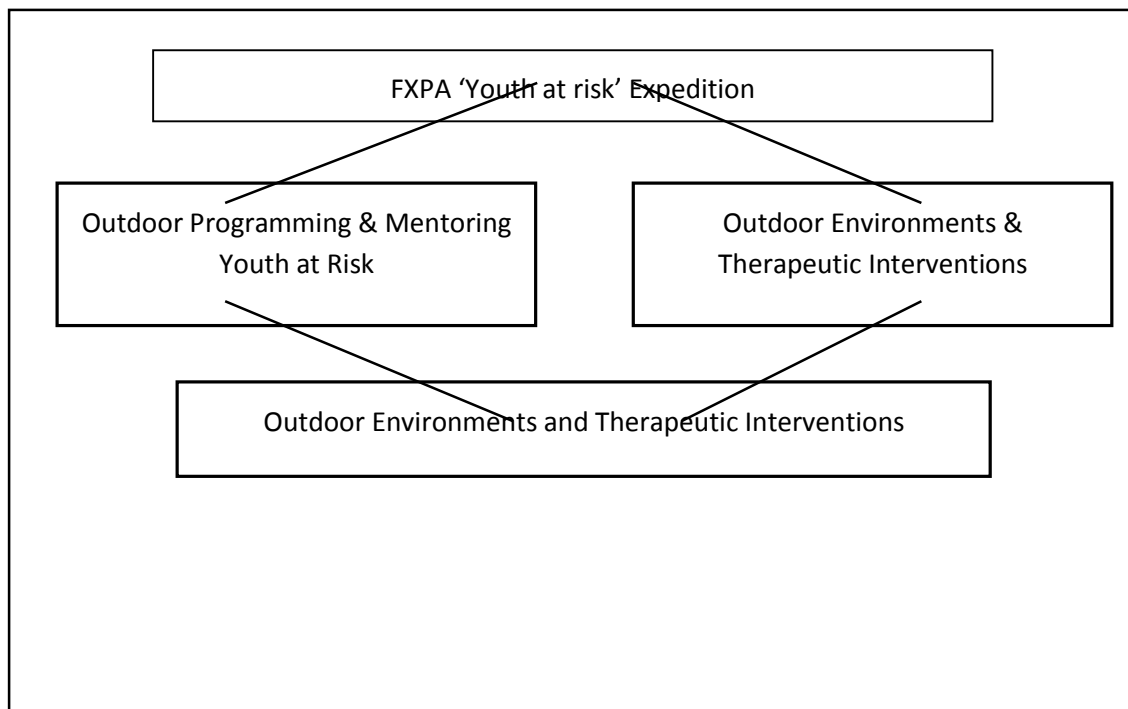 FXPA ‘Youth at risk’ Expedition
Outdoor Programming & Mentoring
Youth at Risk
Outdoor Environments &
Therapeutic Interventions
Outdoor Environments and Therapeutic Interventions